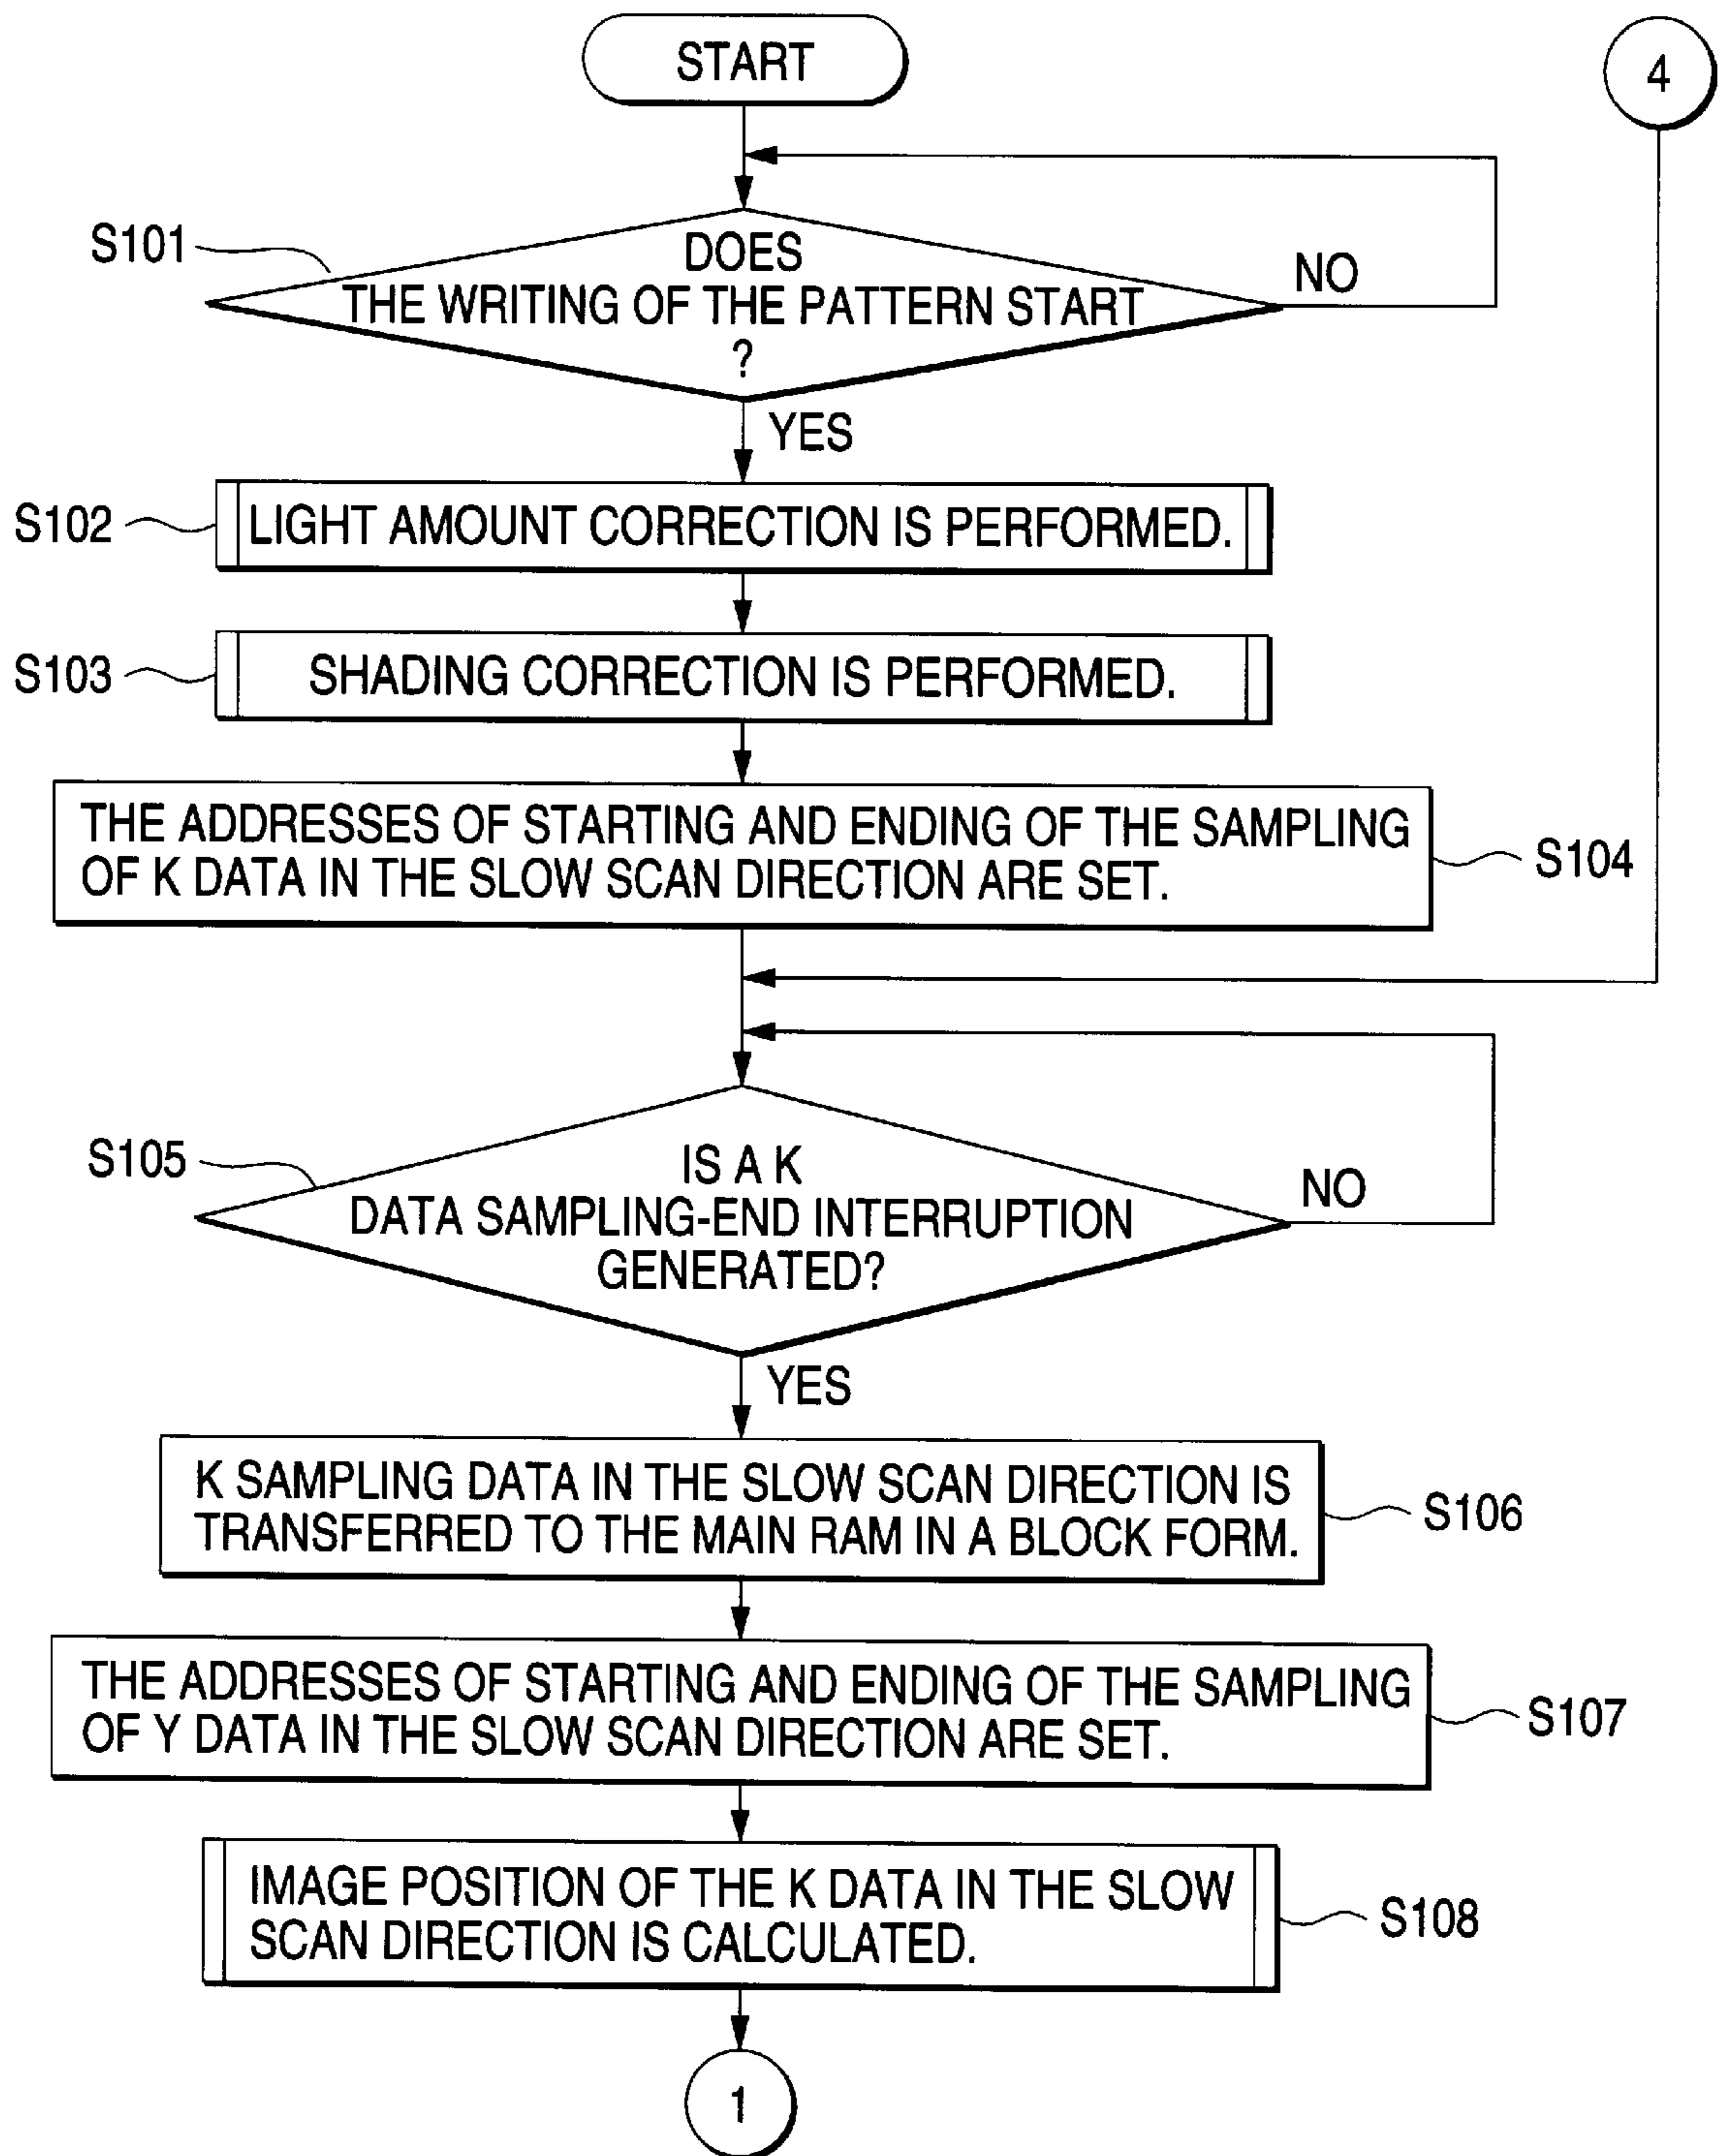 START
4
S101
DOES
THE WRITING OF THE PATTERN START
?
NO
YES
S102
LIGHT AMOUNT CORRECTION IS PERFORMED.
S103
SHADING CORRECTION IS PERFORMED.
THE ADDRESSES OF STARTING AND ENDING OF THE SAMPLING
OF K DATA IN THE SLOW SCAN DIRECTION ARE SET.
S104
S105
IS A K
DATA SAMPLING-END INTERRUPTION
GENERATED?
NO
YES
K SAMPLING DATA IN THE SLOW SCAN DIRECTION IS
TRANSFERRED TO THE MAIN RAM IN A BLOCK FORM.
S106
THE ADDRESSES OF STARTING AND ENDING OF THE SAMPLING
OF Y DATA IN THE SLOW SCAN DIRECTION ARE SET.
S107
IMAGE POSITION OF THE K DATA IN THE SLOW
SCAN DIRECTION IS CALCULATED.
S108
1